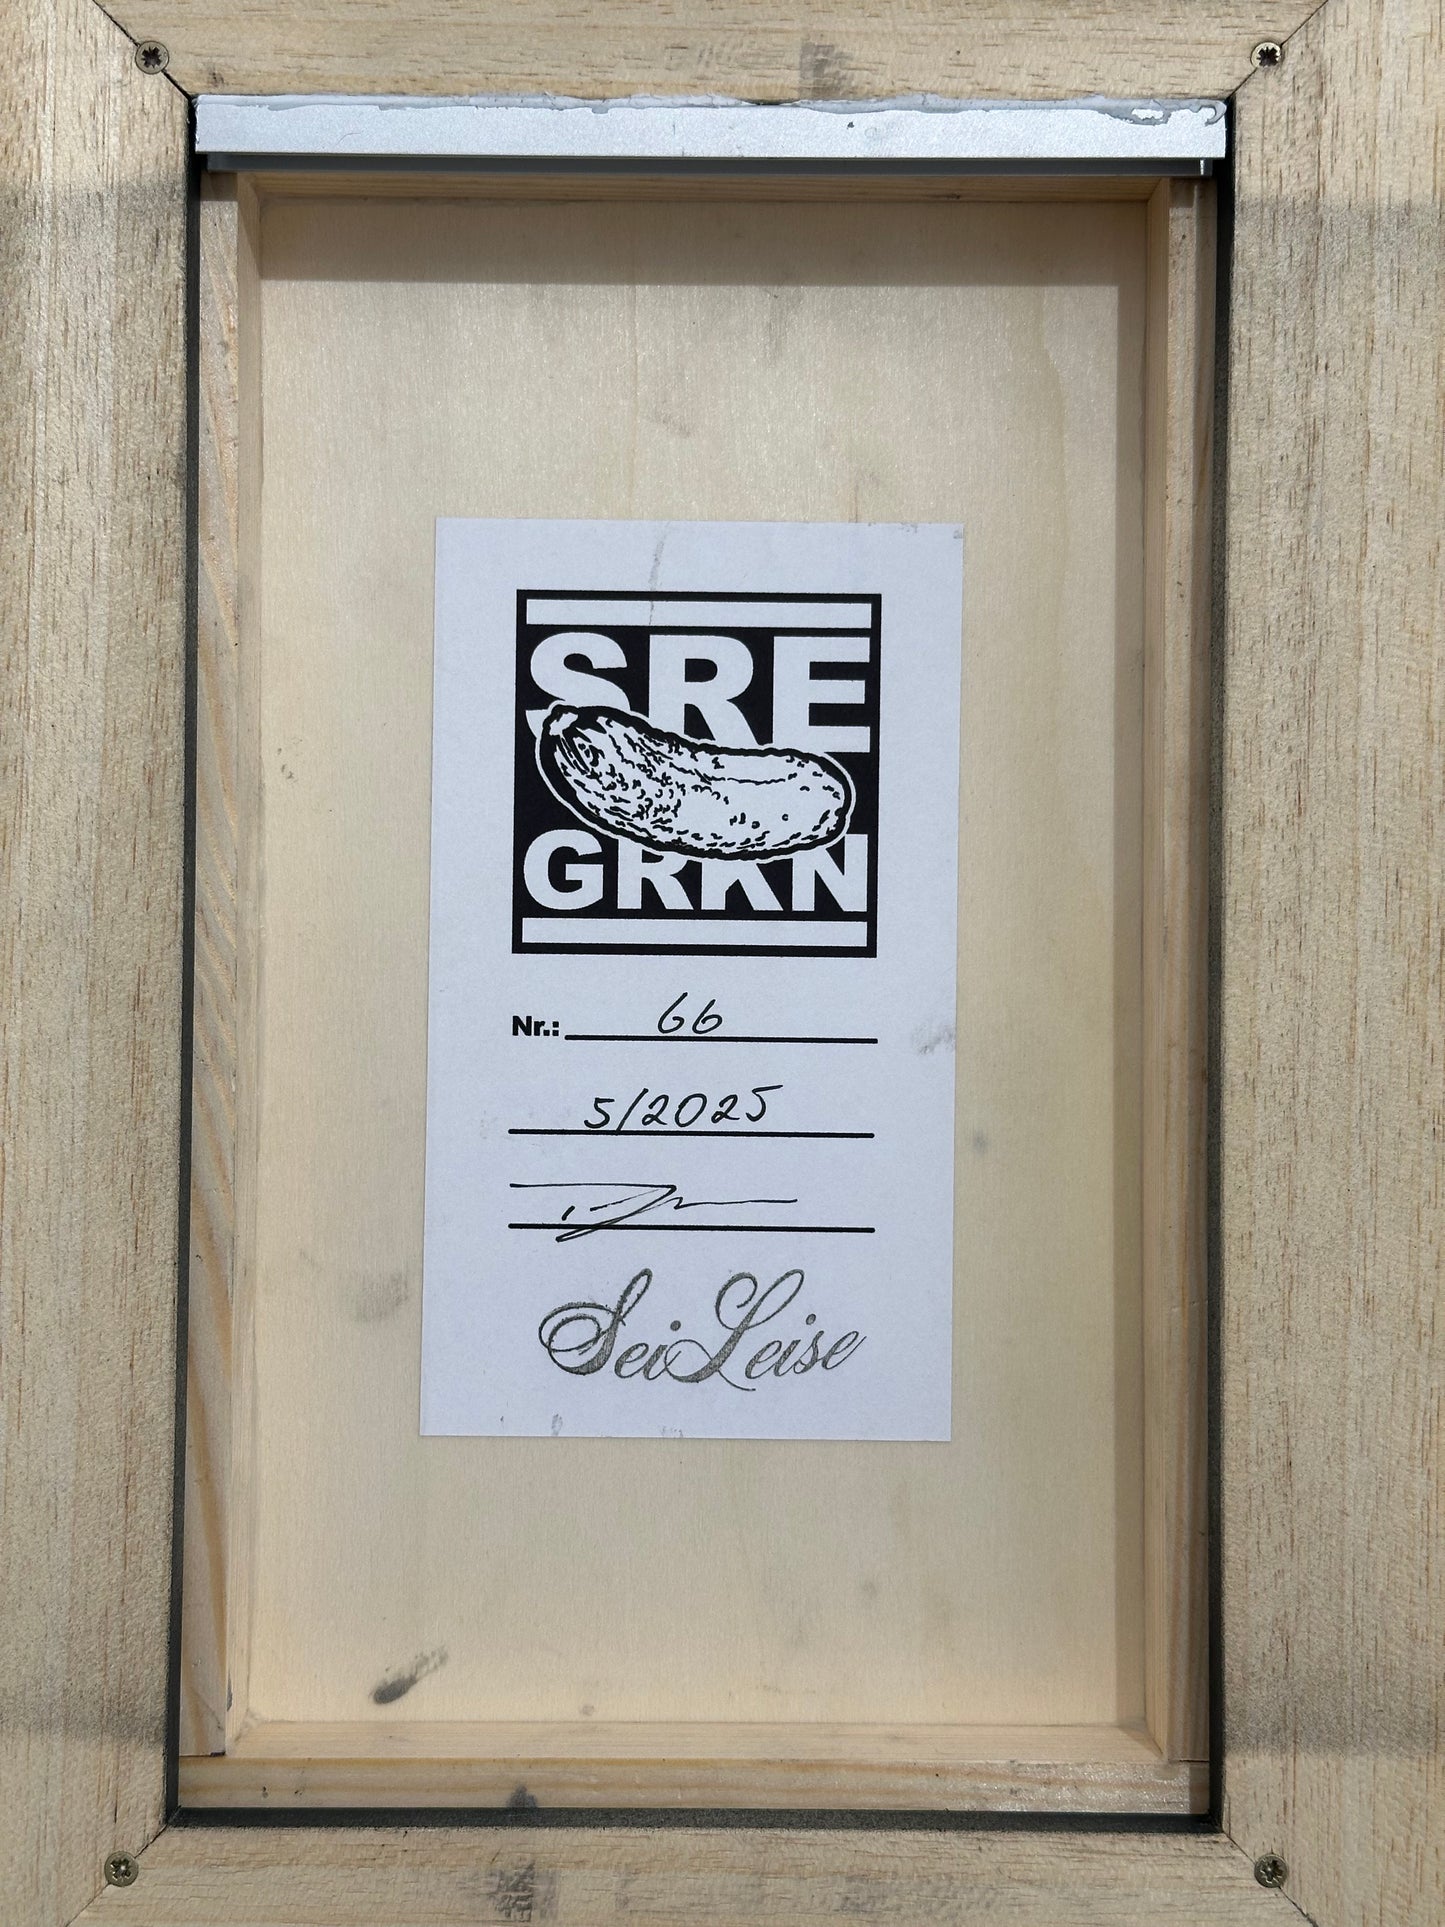 SRE
GRKN
Nr.: 66
5/2025
SeiLeise